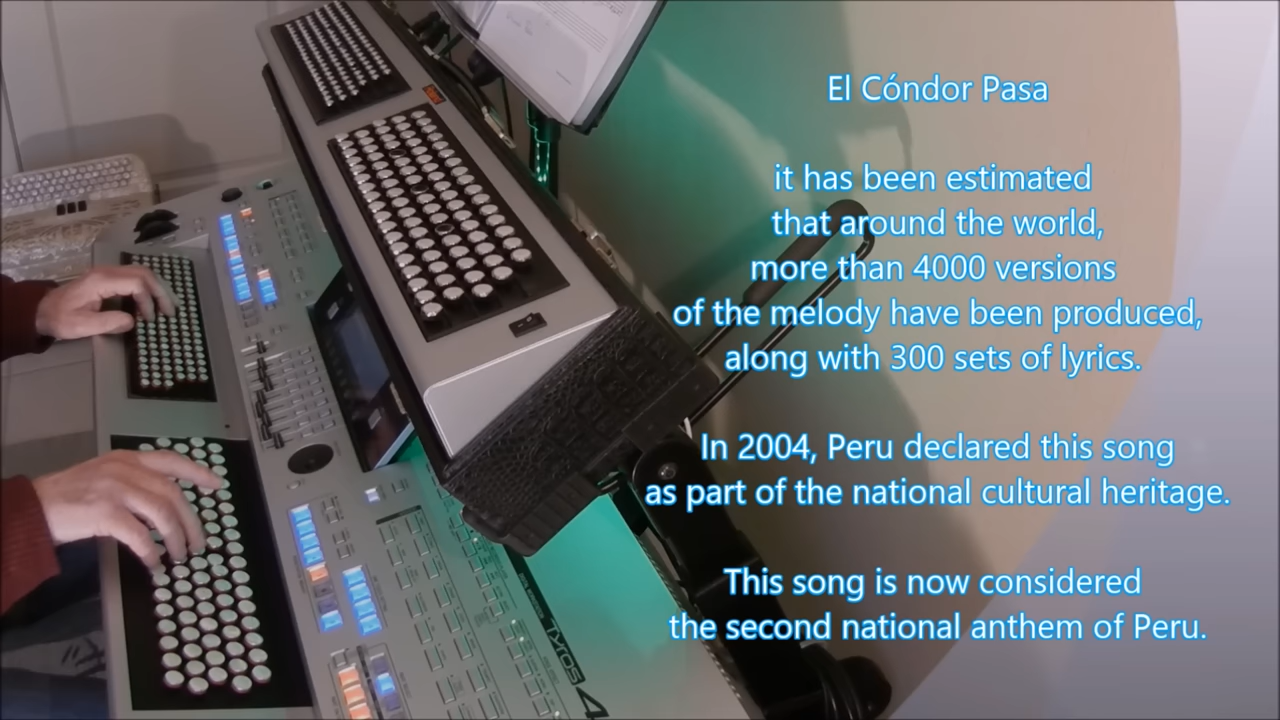 El Cóndor Pasa
it has been estimated
that around the world,
more than 4000 versions
of the melody have been produced,
along with 300 sets of lyrics.
In 2004, Peru declared this song
as part of the national cultural heritage.
This song is now considered
the second national anthem of Peru.
TYROS 4